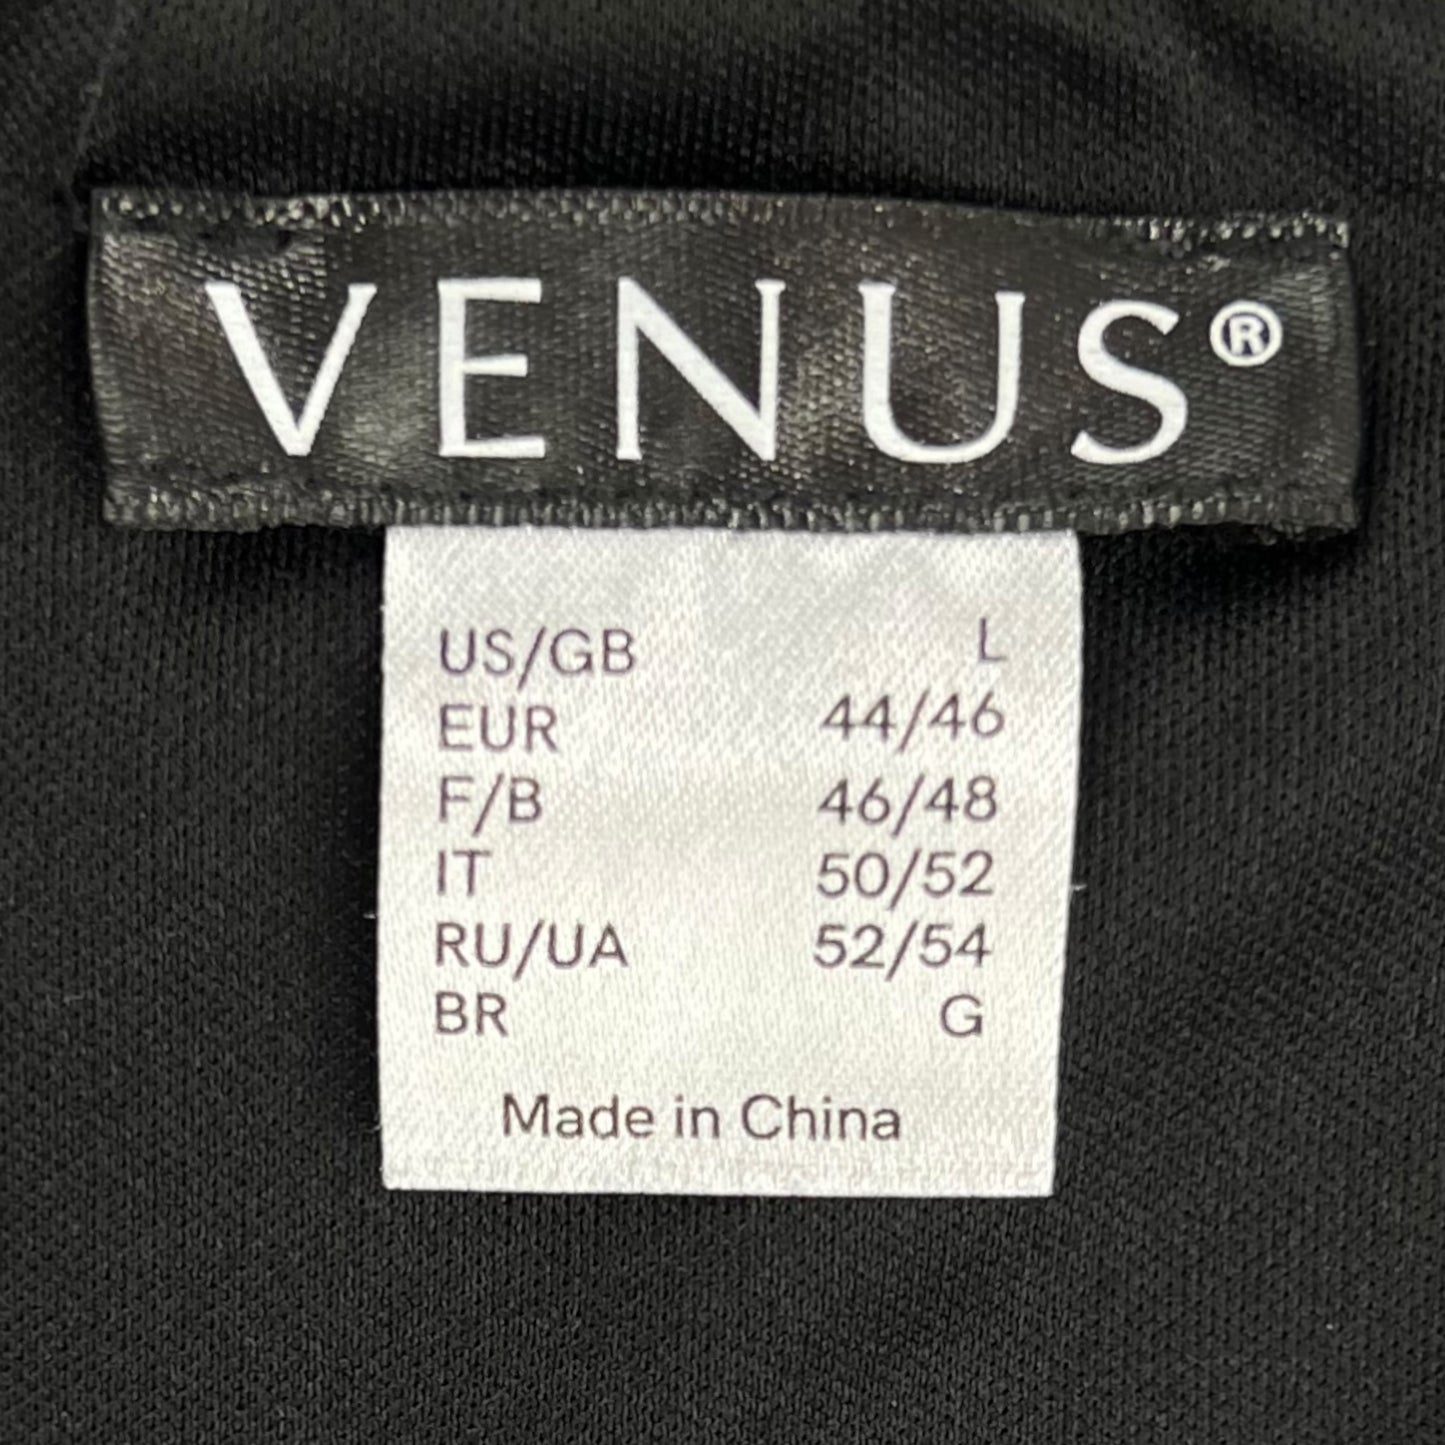 VENUS®
US/GB L
EUR 44/46
F/B 46/48
IT 50/52
RU/UA 52/54
BR G
Made in China